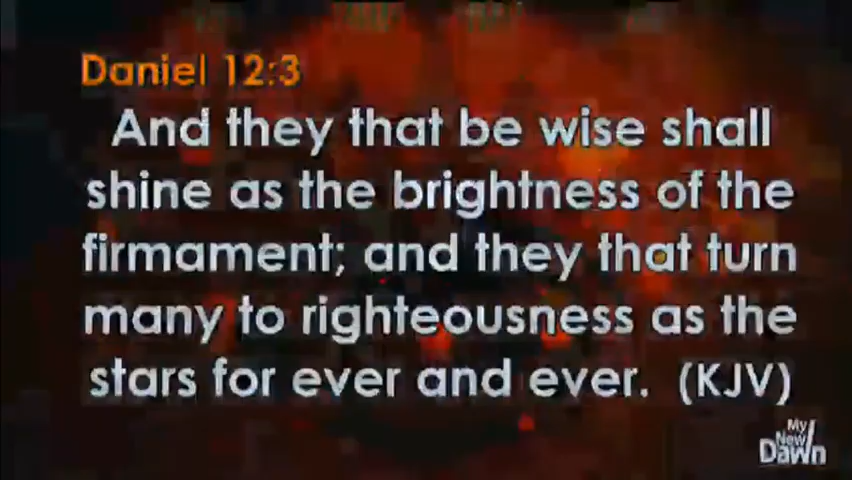 Daniel 12:3
And they that be wise shall
shine as the brightness of the
firmament; and they that turn
many to righteousness as the
stars for ever and ever. (KJV)
My
New
Dawn